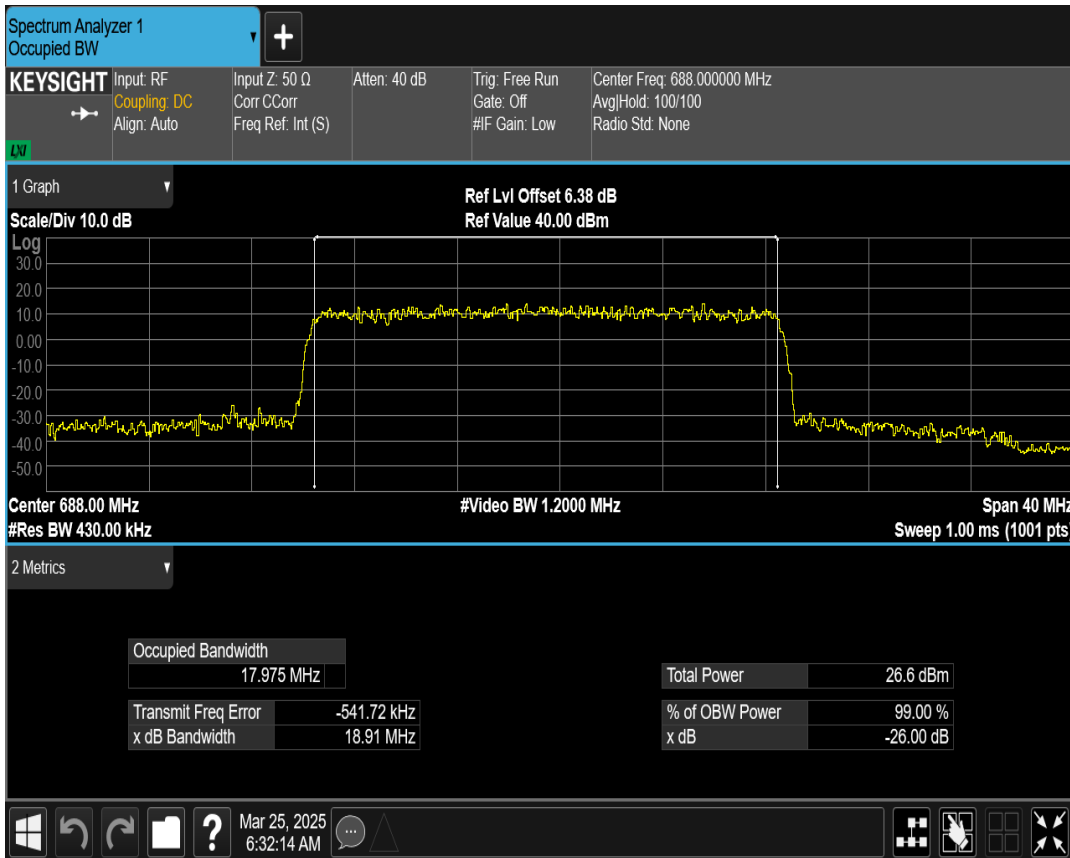 Spectrum Analyzer 1
Occupied BW
KEYSIGHT
Input: RF
Coupling: DC
Align: Auto
Input Z: 50 Ω
Corr CCorr
Freq Ref: Int (S)
Atten: 40 dB
Trig: Free Run
Gate: Off
#IF Gain: Low
Center Freq: 688.000000 MHz
Avg|Hold: 100/100
Radio Std: None
LXI
1 Graph
Ref Lvl Offset 6.38 dB
Scale/Div 10.0 dB
Ref Value 40.00 dBm
Log
30.0
20.0
10.0
0.00
-10.0
-20.0
-30.0
-40.0
-50.0
Center 688.00 MHz
#Video BW 1.2000 MHz
Span 40 MHz
#Res BW 430.00 kHz
Sweep 1.00 ms (1001 pts)
2 Metrics
Occupied Bandwidth
17.975 MHz
Total Power 26.6 dBm
Transmit Freq Error -541.72 kHz
% of OBW Power 99.00 %
x dB Bandwidth 18.91 MHz
x dB -26.00 dB
?
Mar 25, 2025
6:32:14 AM